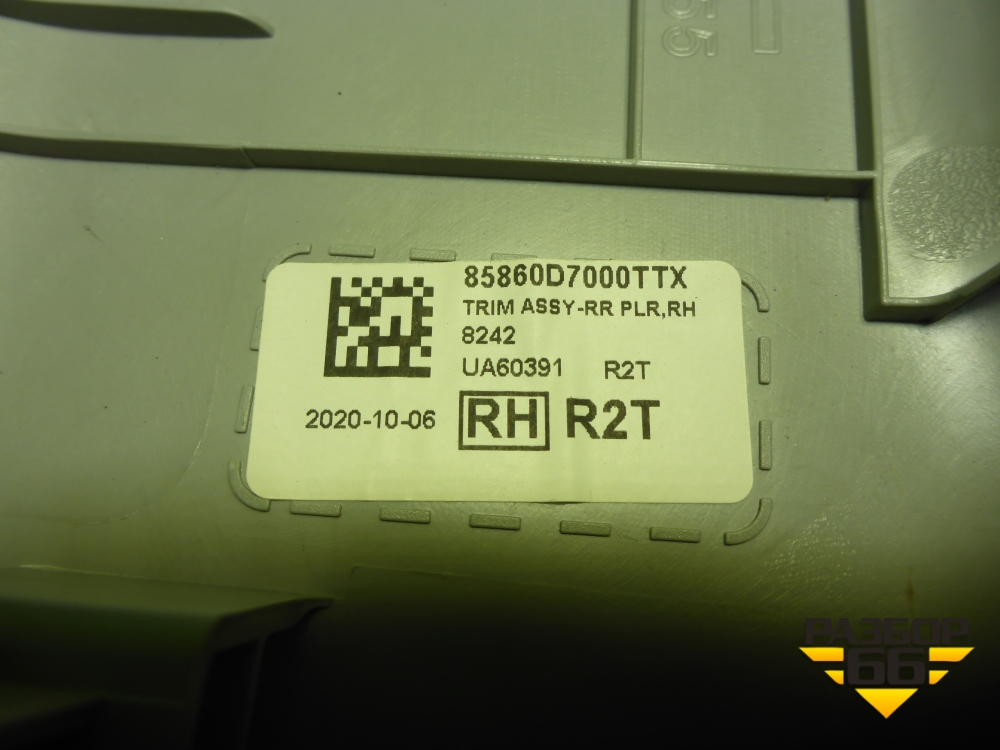 85860D7000TTX
TRIM ASSY-RR PLR,RH
8242
UA60391 R2T
2020-10-06 RH R2T
РАЗБОР
66